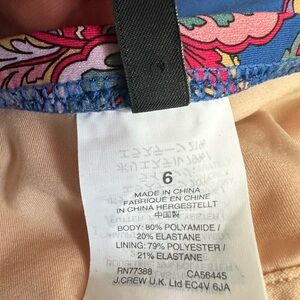 6
MADE IN CHINA
FABRIQUÉ EN CHINE
IN CHINA HERGESTELLT
中国製
BODY: 80% POLYAMIDE /
20% ELASTANE
LINING: 79% POLYESTER /
21% ELASTANE
RN77388 CA56445
J.CREW U.K. Ltd EC4V 6JA